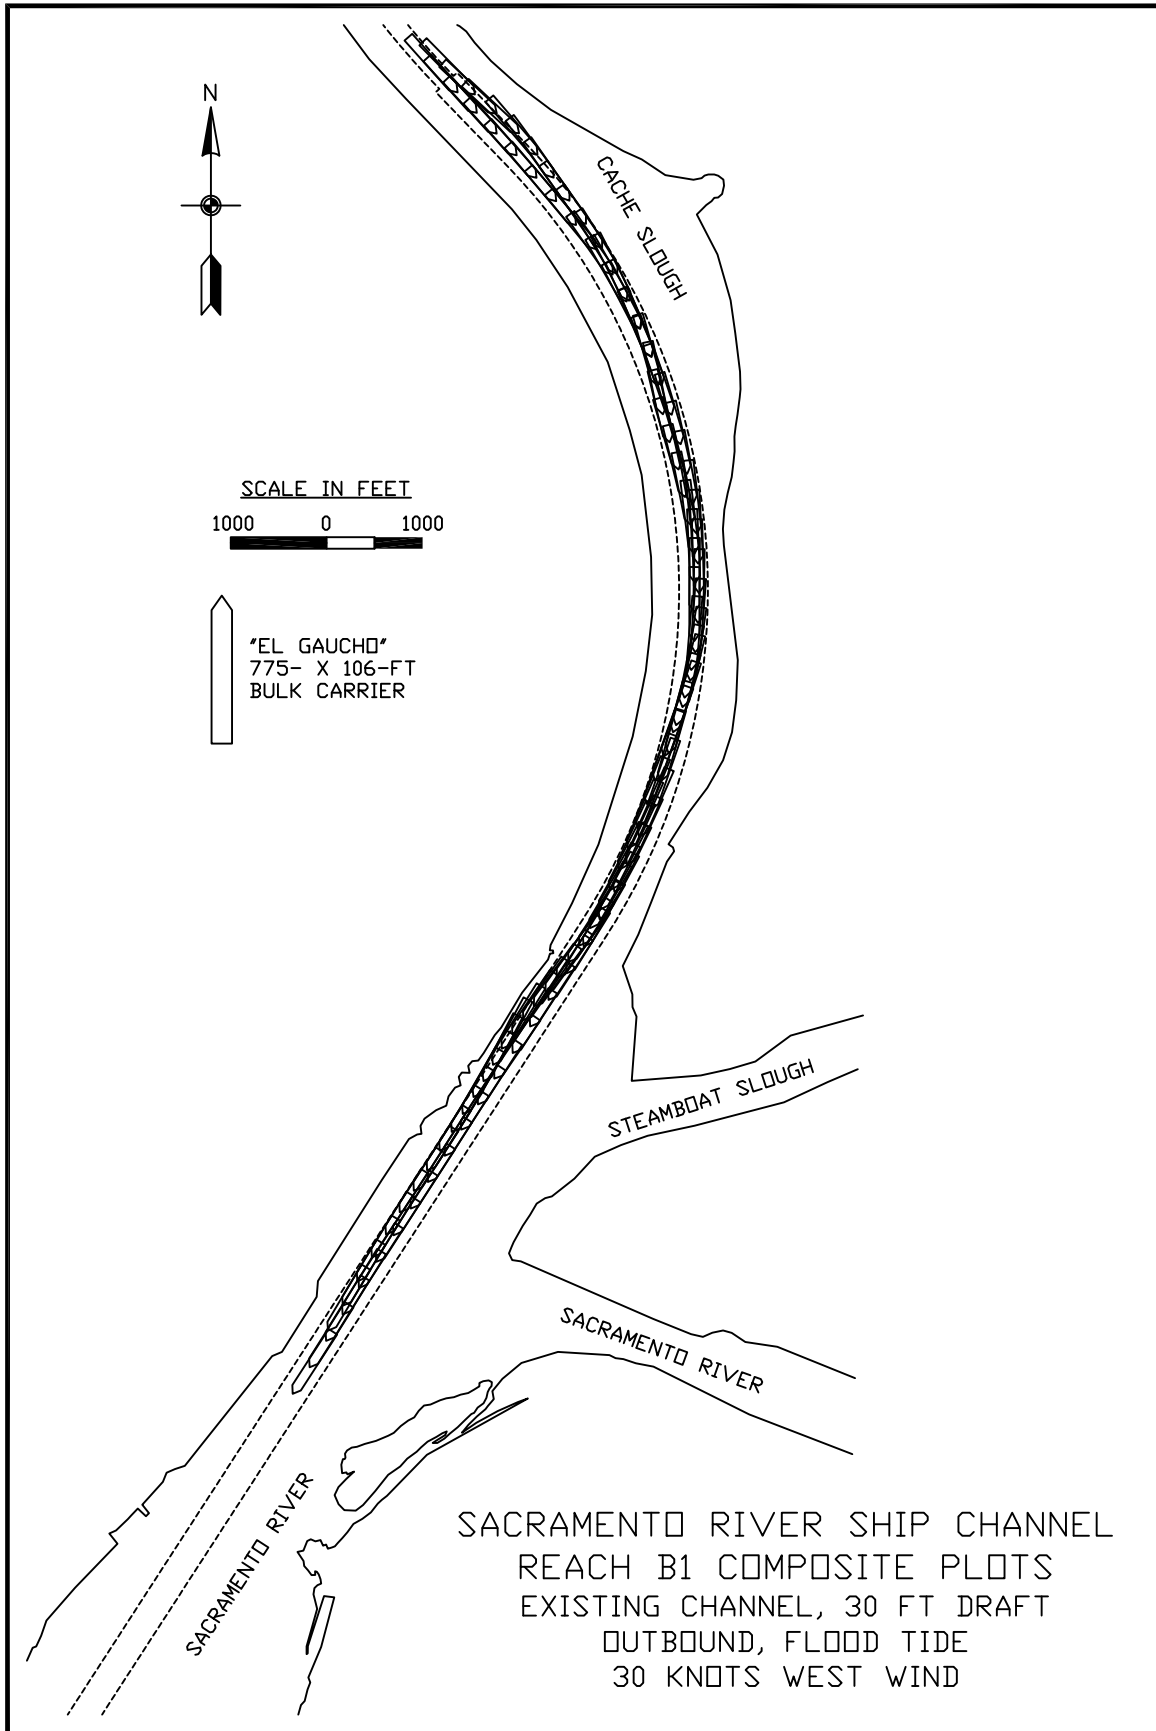 N
CACHE SLOUGH
SCALE IN FEET
1000 0 1000
"EL GAUCHO"
775- X 106-FT
BULK CARRIER
STEAMBOAT SLOUGH
SACRAMENTO RIVER
SACRAMENTO RIVER
SACRAMENTO RIVER SHIP CHANNEL
REACH B1 COMPOSITE PLOTS
EXISTING CHANNEL, 30 FT DRAFT
OUTBOUND, FLOOD TIDE
30 KNOTS WEST WIND